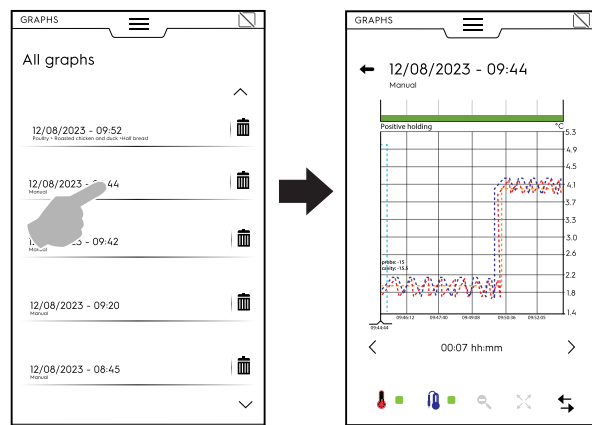 GRAPHS
All graphs
12/08/2023 - 09:52
Poultry > Roasted chicken and duck >Half breast
12/08/2023 - 44
Manual
09:42
Manual
12/08/2023 - 09:20
Manual
12/08/2023 - 08:45
Manual
GRAPHS
12/08/2023 - 09:44
Manual
Positive holding
°C
5.3
4.9
4.5
4.1
3.7
3.3
3.0
2.6
2.2
1.8
1.4
probe: -15
cavity: -15.5
09:44:44
09:46:12
09:47:40
09:49:08
09:50:36
09:52:05
00:07 hh:mm